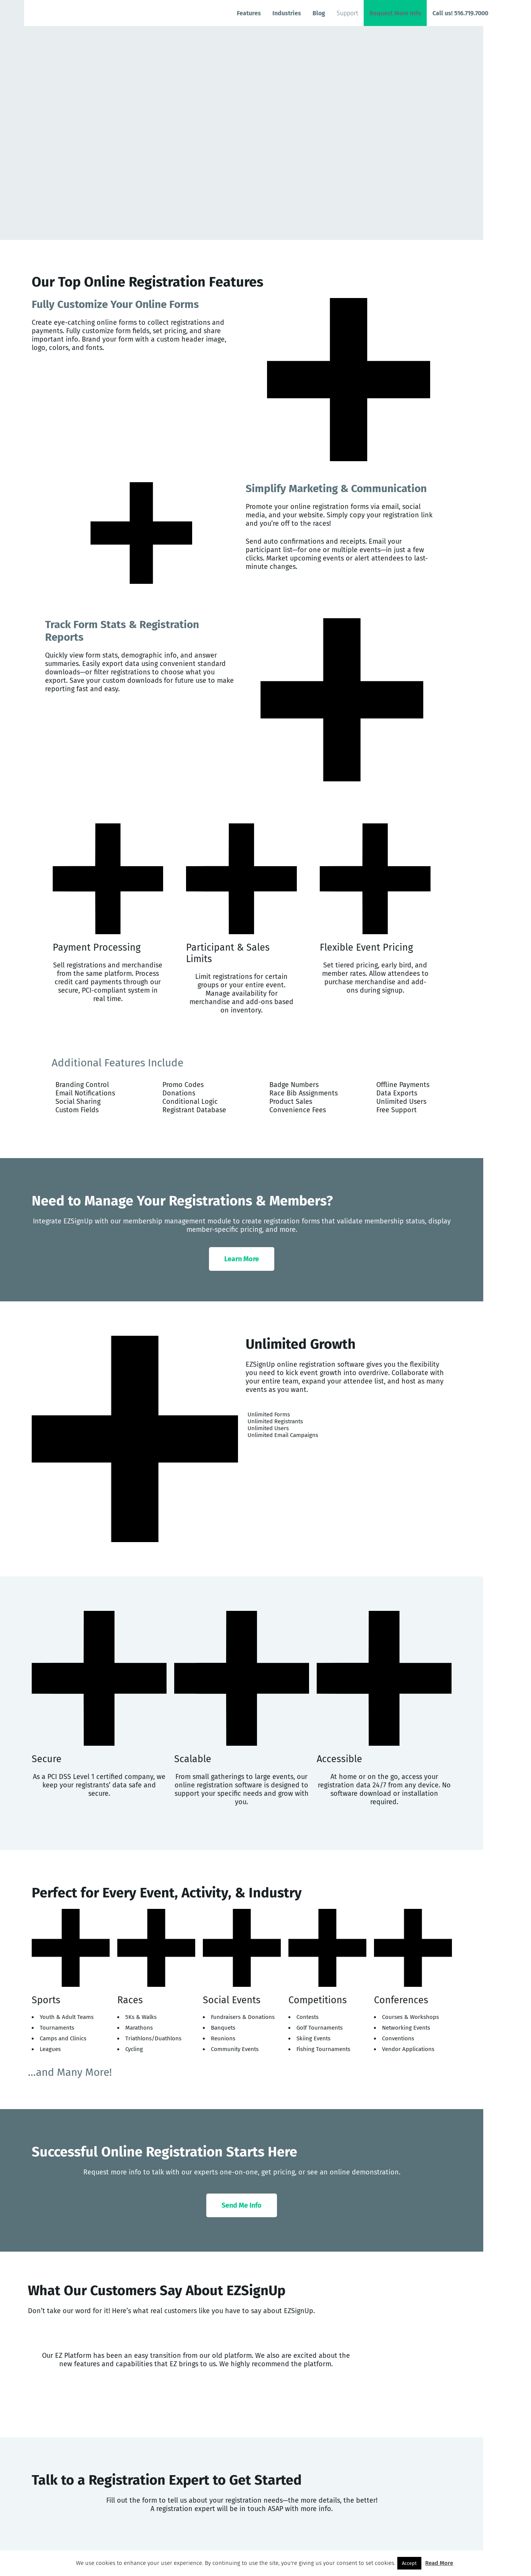 Features Industries Blog Support Request More Info Call us! 516.719.7000
Our Top Online Registration Features
Fully Customize Your Online Forms
Create eye-catching online forms to collect registrations and
payments. Fully customize form fields, set pricing, and share
important info. Brand your form with a custom header image,
logo, colors, and fonts.
Simplify Marketing & Communication
Promote your online registration forms via email, social
media, and your website. Simply copy your registration link
and you're off to the races!
Send auto confirmations and receipts. Email your
participant list—for one or multiple events—in just a few
clicks. Market upcoming events or alert attendees to last-
minute changes.
Track Form Stats & Registration
Reports
Quickly view form stats, demographic info, and answer
summaries. Easily export data using convenient standard
downloads—or filter registrations to choose what you
export. Save your custom downloads for future use to make
reporting fast and easy.
Payment Processing
Sell registrations and merchandise
from the same platform. Process
credit card payments through our
secure, PCI-compliant system in
real time.
Participant & Sales
Limits
Limit registrations for certain
groups or your entire event.
Manage availability for
merchandise and add-ons based
on inventory.
Flexible Event Pricing
Set tiered pricing, early bird, and
member rates. Allow attendees to
purchase merchandise and add-
ons during signup.
Additional Features Include
Branding Control
Email Notifications
Social Sharing
Custom Fields
Promo Codes
Donations
Conditional Logic
Registrant Database
Badge Numbers
Race Bib Assignments
Product Sales
Convenience Fees
Offline Payments
Data Exports
Unlimited Users
Free Support
Need to Manage Your Registrations & Members?
Integrate EZSignUp with our membership management module to create registration forms that validate membership status, display
member-specific pricing, and more.
Learn More
Unlimited Growth
EZSignUp online registration software gives you the flexibility
you need to kick event growth into overdrive. Collaborate with
your entire team, expand your attendee list, and host as many
events as you want.
Unlimited Forms
Unlimited Registrants
Unlimited Users
Unlimited Email Campaigns
Secure
As a PCI DSS Level 1 certified company, we
keep your registrants' data safe and
secure.
Scalable
From small gatherings to large events, our
online registration software is designed to
support your specific needs and grow with
you.
Accessible
At home or on the go, access your
registration data 24/7 from any device. No
software download or installation
required.
Perfect for Every Event, Activity, & Industry
Sports
• Youth & Adult Teams
• Tournaments
• Camps and Clinics
• Leagues
Races
• 5Ks & Walks
• Marathons
• Triathlons/Duathlons
• Cycling
Social Events
• Fundraisers & Donations
• Banquets
• Reunions
• Community Events
Competitions
• Contests
• Golf Tournaments
• Skiing Events
• Fishing Tournaments
Conferences
• Courses & Workshops
• Networking Events
• Conventions
• Vendor Applications
...and Many More!
Successful Online Registration Starts Here
Request more info to talk with our experts one-on-one, get pricing, or see an online demonstration.
Send Me Info
What Our Customers Say About EZSignUp
Don't take our word for it! Here's what real customers like you have to say about EZSignUp.
Our EZ Platform has been an easy transition from our old platform. We also are excited about the
new features and capabilities that EZ brings to us. We highly recommend the platform.
Talk to a Registration Expert to Get Started
Fill out the form to tell us about your registration needs—the more details, the better!
A registration expert will be in touch ASAP with more info.
We use cookies to enhance your user experience. By continuing to use the site, you're giving us your consent to set cookies. Accept Read More